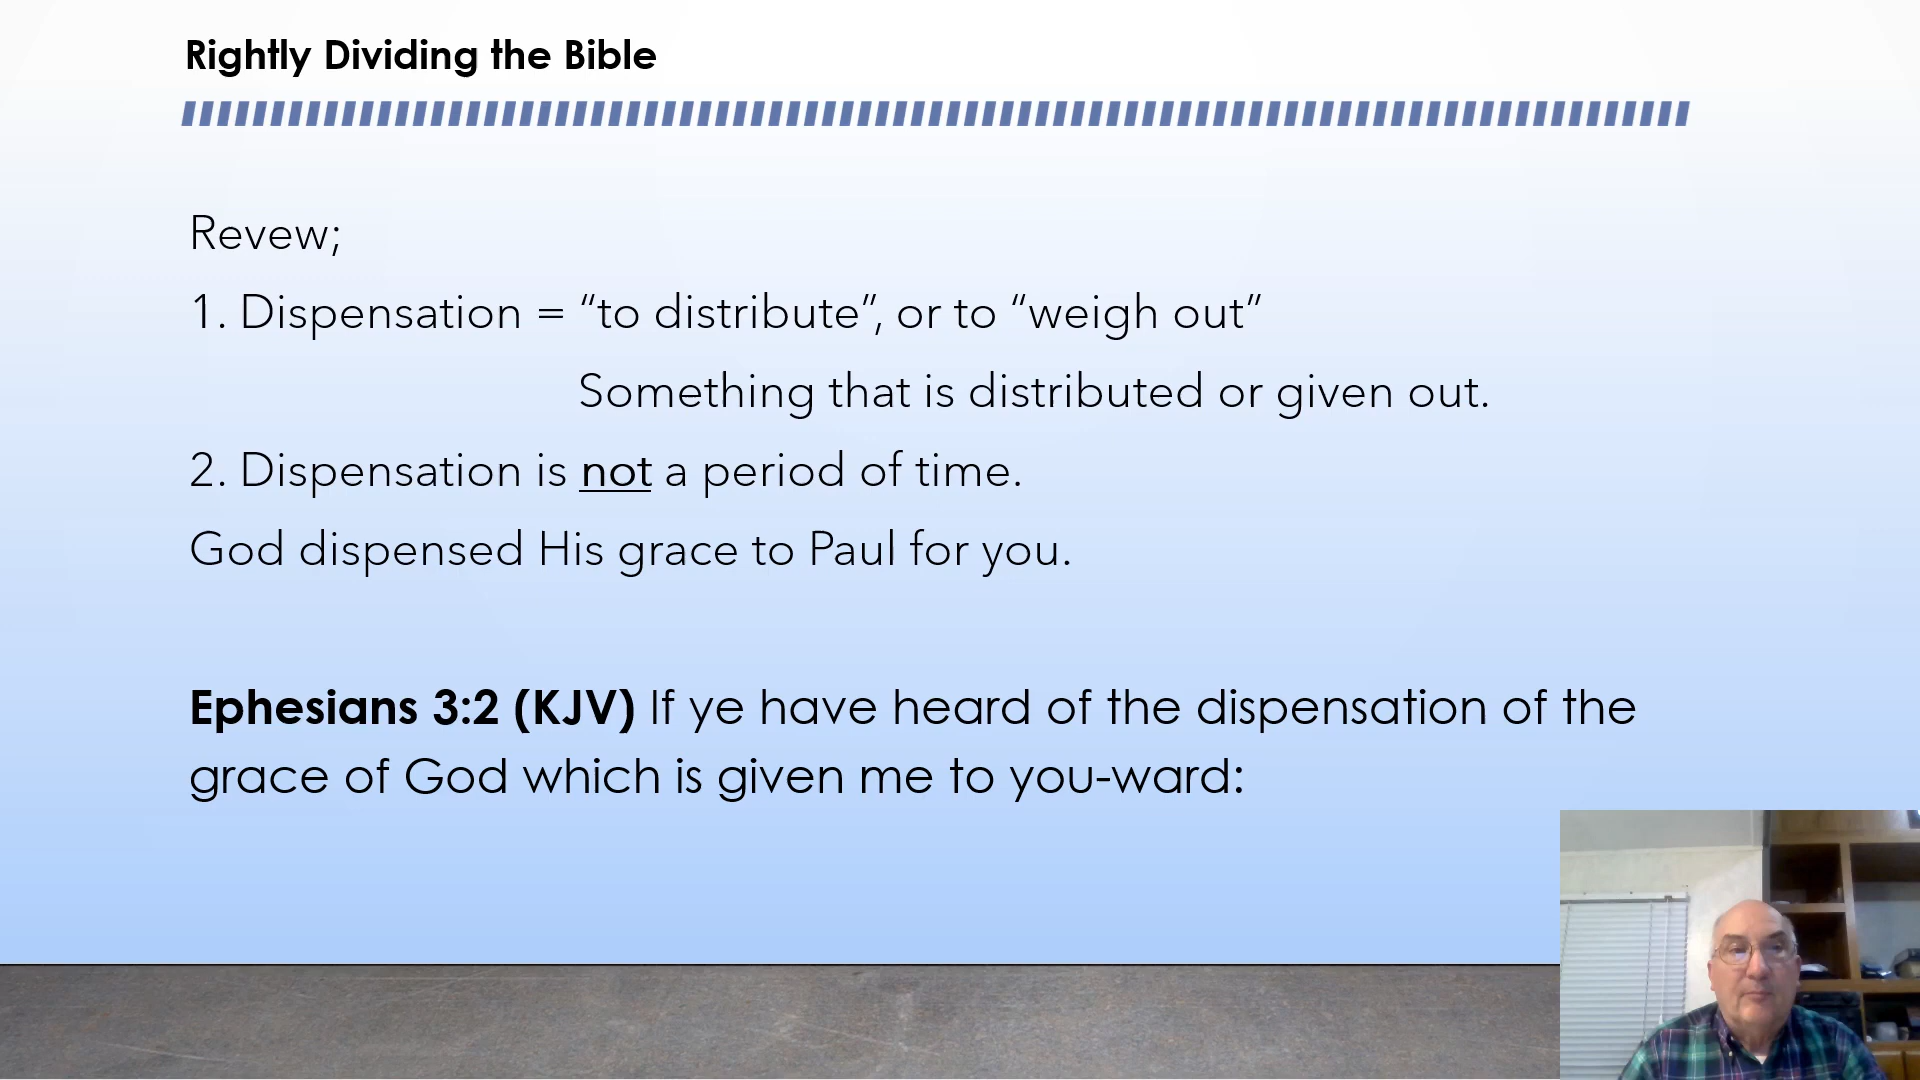 Rightly Dividing the Bible
Revew;
1. Dispensation = “to distribute”, or to “weigh out”
Something that is distributed or given out.
2. Dispensation is not a period of time.
God dispensed His grace to Paul for you.
Ephesians 3:2 (KJV) If ye have heard of the dispensation of the
grace of God which is given me to you-ward: